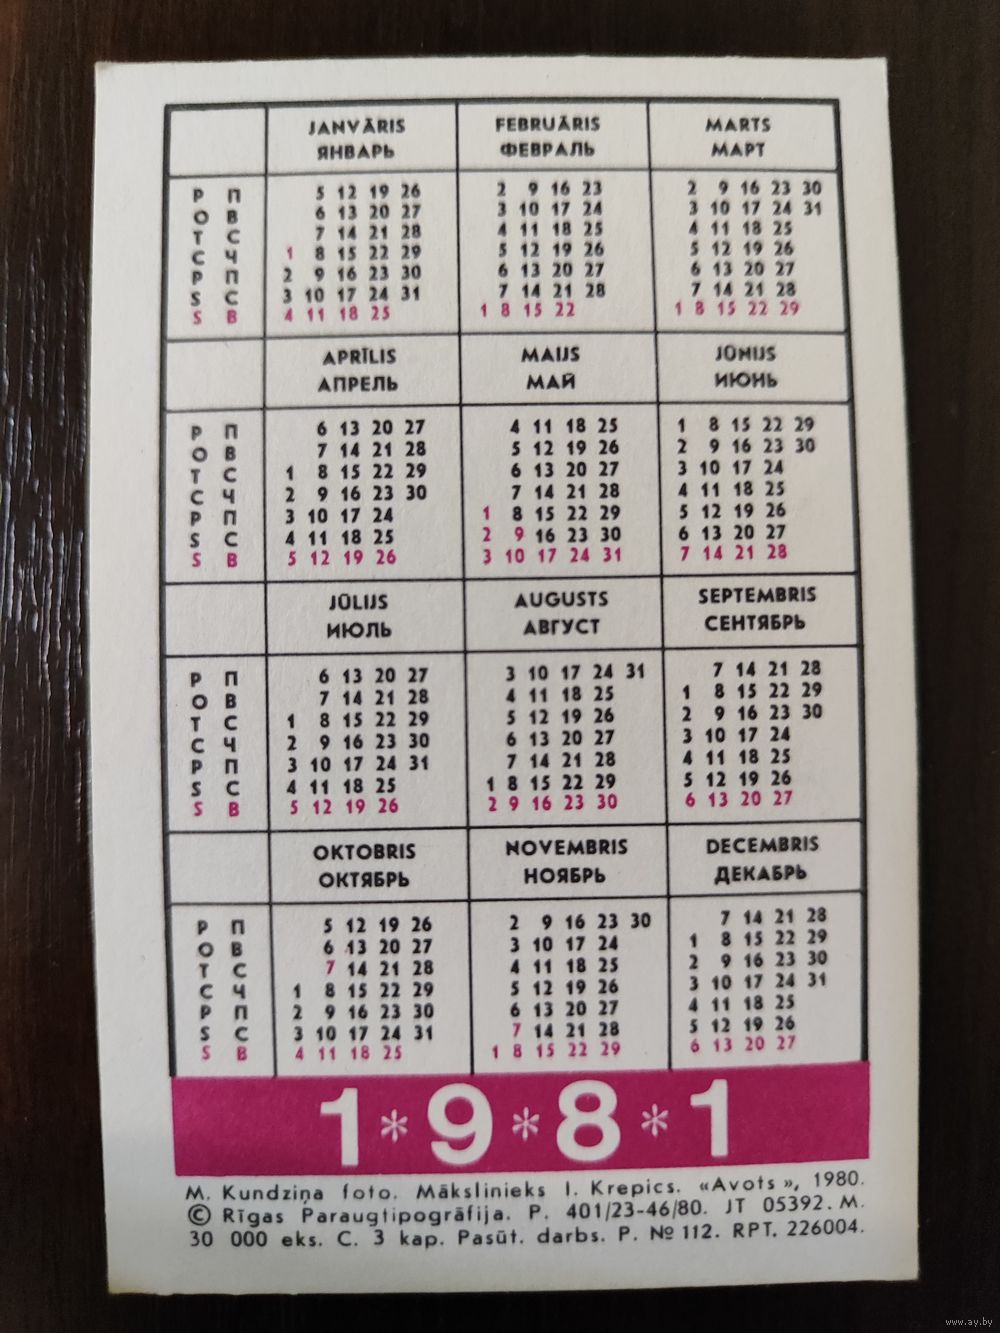 JANVĀRIS FEBRUĀRIS MARTS
ЯНВАРЬ ФЕВРАЛЬ МАРТ
P П 5 12 19 26 2 9 16 23 2 9 16 23 30
O В 6 13 20 27 3 10 17 24 3 10 17 24 31
T С 7 14 21 28 4 11 18 25 4 11 18 25
C Ч 1 8 15 22 29 5 12 19 26 5 12 19 26
P П 2 9 16 23 30 6 13 20 27 6 13 20 27
S С 3 10 17 24 31 7 14 21 28 7 14 21 28
S В 4 11 18 25 1 8 15 22 1 8 15 22 29
APRĪLIS MAIJS JŪNIJS
АПРЕЛЬ МАЙ ИЮНЬ
P П 6 13 20 27 4 11 18 25 1 8 15 22 29
O В 7 14 21 28 5 12 19 26 2 9 16 23 30
T С 1 8 15 22 29 6 13 20 27 3 10 17 24
C Ч 2 9 16 23 30 7 14 21 28 4 11 18 25
P П 3 10 17 24 1 8 15 22 29 5 12 19 26
S С 4 11 18 25 2 9 16 23 30 6 13 20 27
S В 5 12 19 26 3 10 17 24 31 7 14 21 28
JŪLIJS AUGUSTS SEPTEMBRIS
ИЮЛЬ АВГУСТ СЕНТЯБРЬ
P П 6 13 20 27 3 10 17 24 31 7 14 21 28
O В 7 14 21 28 4 11 18 25 1 8 15 22 29
T С 1 8 15 22 29 5 12 19 26 2 9 16 23 30
C Ч 2 9 16 23 30 6 13 20 27 3 10 17 24
P П 3 10 17 24 31 7 14 21 28 4 11 18 25
S С 4 11 18 25 1 8 15 22 29 5 12 19 26
S В 5 12 19 26 2 9 16 23 30 6 13 20 27
OKTOBRIS NOVEMBRIS DECEMBRIS
ОКТЯБРЬ НОЯБРЬ ДЕКАБРЬ
P П 5 12 19 26 2 9 16 23 30 7 14 21 28
O В 6 13 20 27 3 10 17 24 1 8 15 22 29
T С 7 14 21 28 4 11 18 25 2 9 16 23 30
C Ч 1 8 15 22 29 5 12 19 26 3 10 17 24 31
P П 2 9 16 23 30 6 13 20 27 4 11 18 25
S С 3 10 17 24 31 7 14 21 28 5 12 19 26
S В 4 11 18 25 1 8 15 22 29 6 13 20 27
1*9*8*1
M. Kundziņa foto. Mākslinieks I. Krepics. «Avots», 1980.
© Rīgas Paraugtipogrāfija. P. 401/23-46/80. JT 05392. M.
30 000 eks. C. 3 kap. Pasūt. darbs. P. № 112. RPT. 226004.
www.ay.by